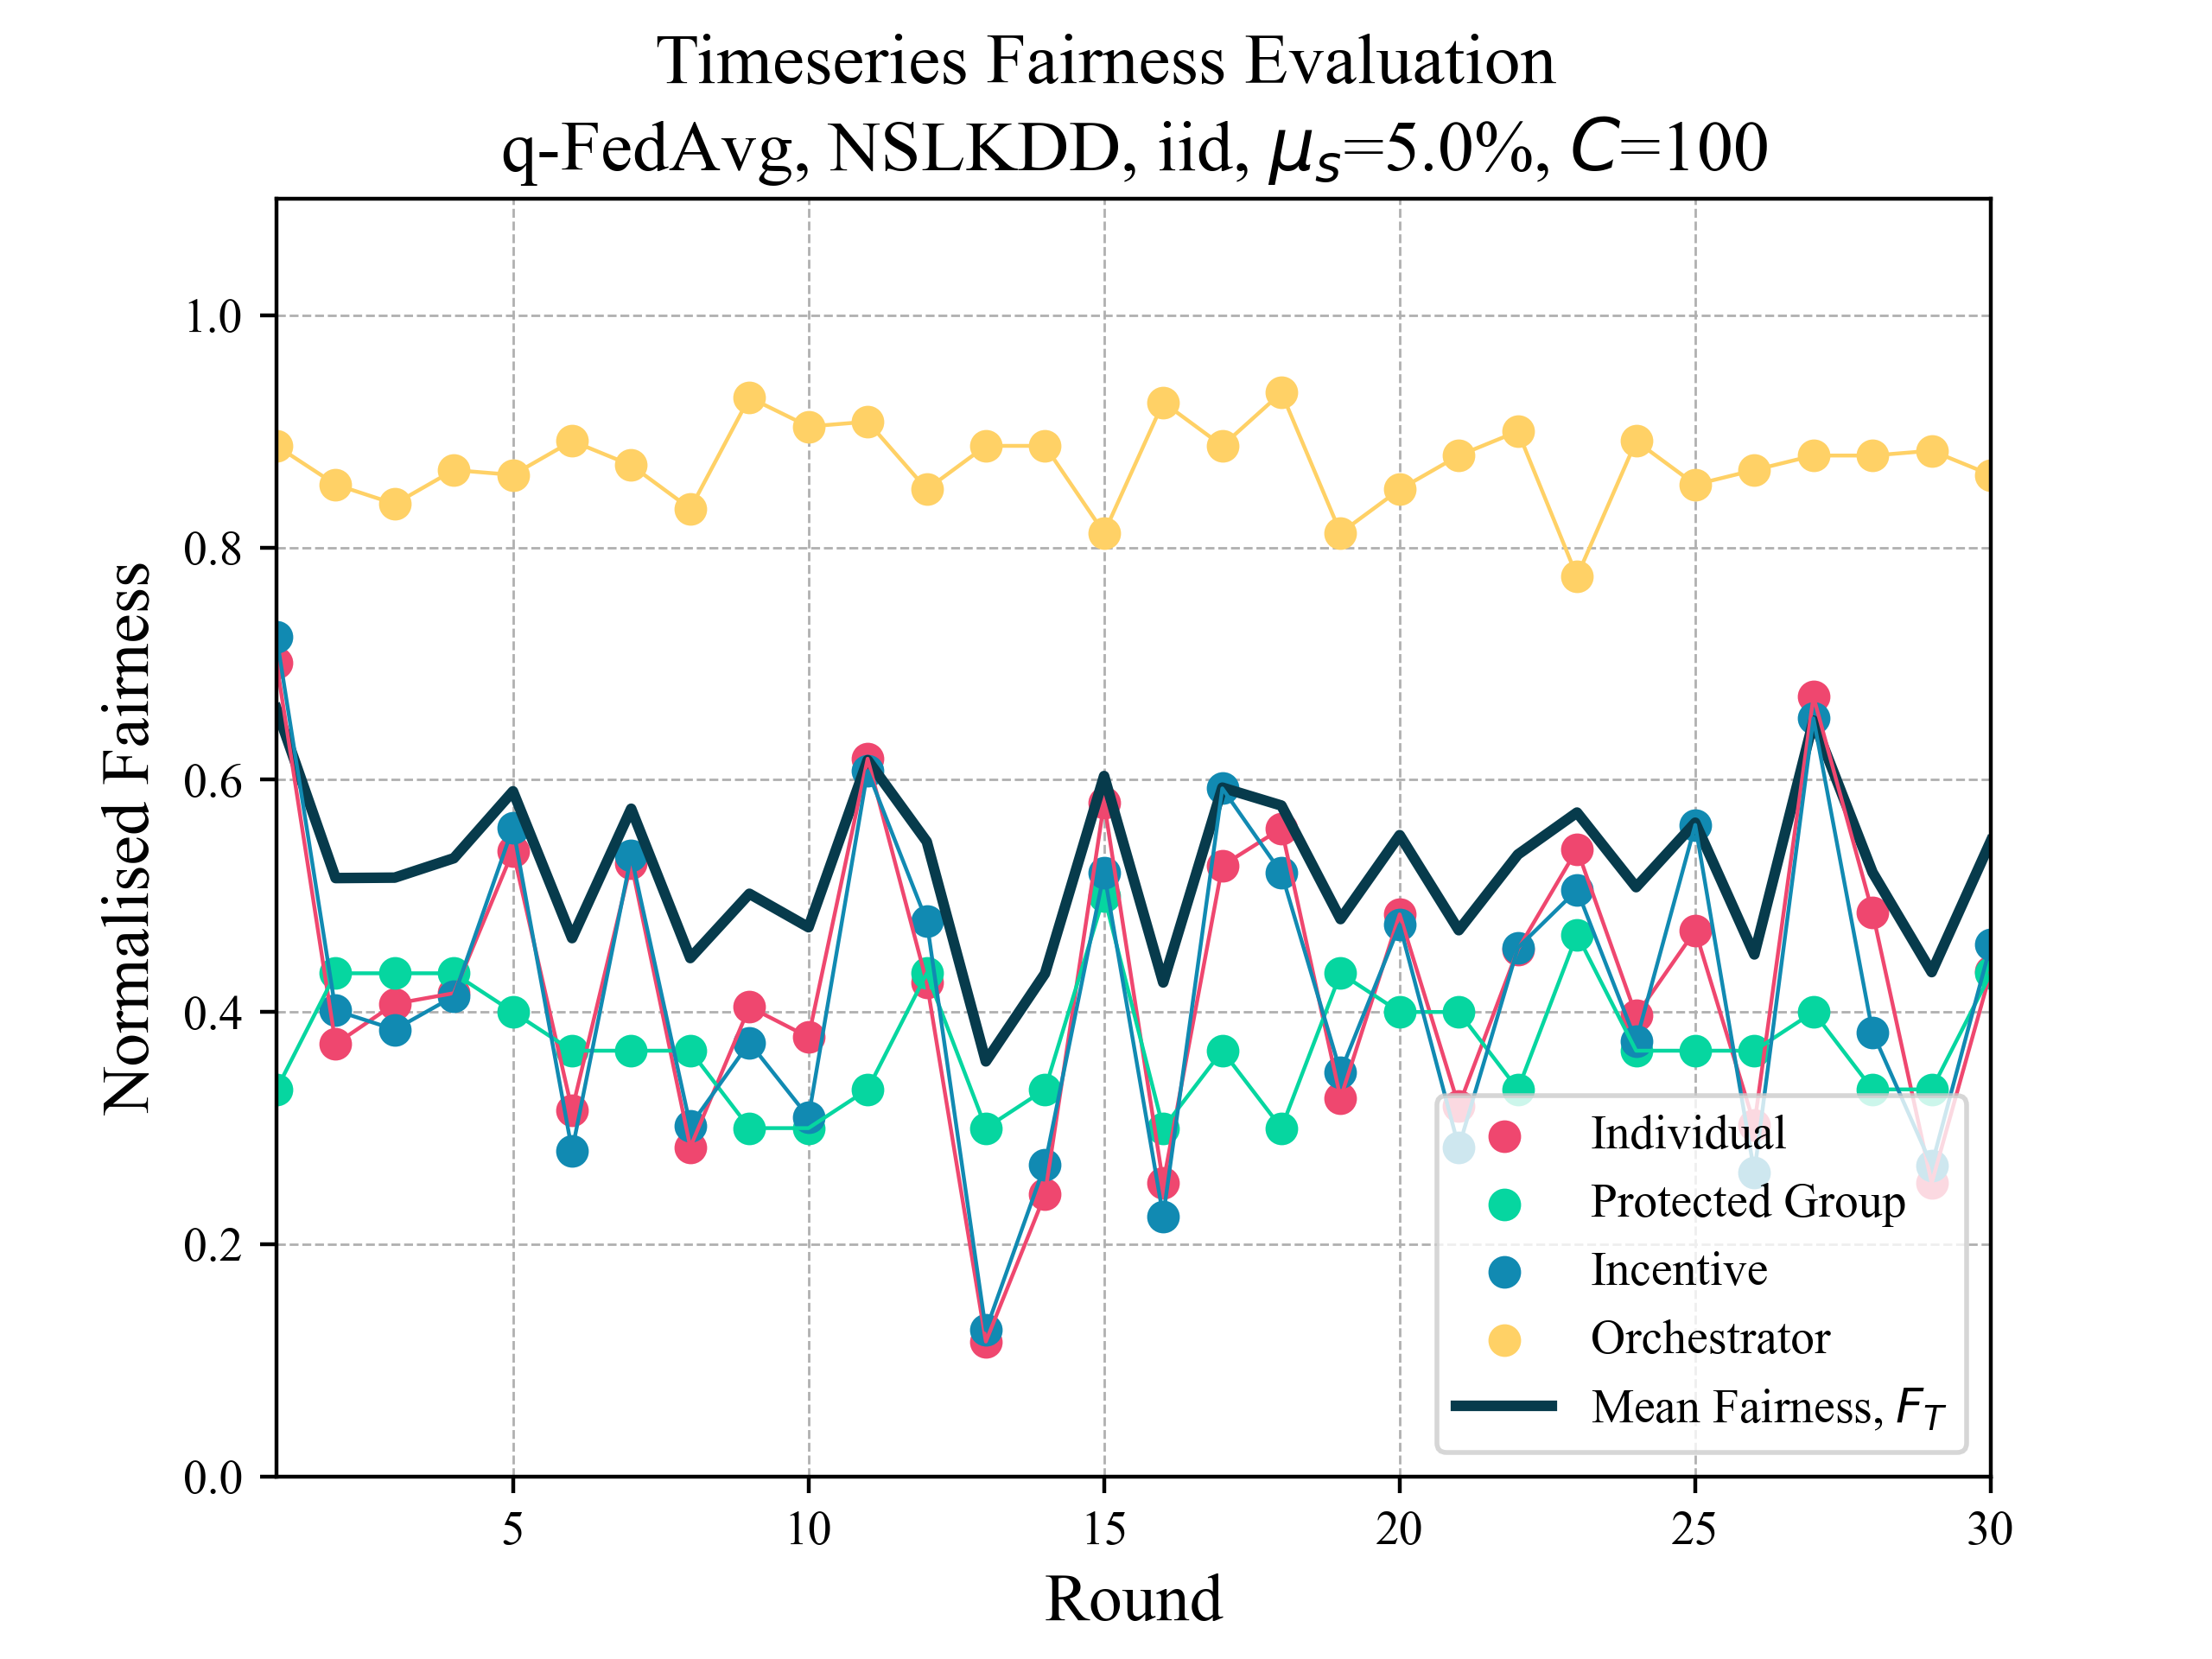 Timeseries Fairness Evaluation
q-FedAvg, NSLKDD, iid, μs=5.0%, C=100
Normalised Fairness
1.0
0.8
0.6
0.4
0.2
0.0
5 10 15 20 25 30
Round
Individual
Protected Group
Incentive
Orchestrator
Mean Fairness, FT